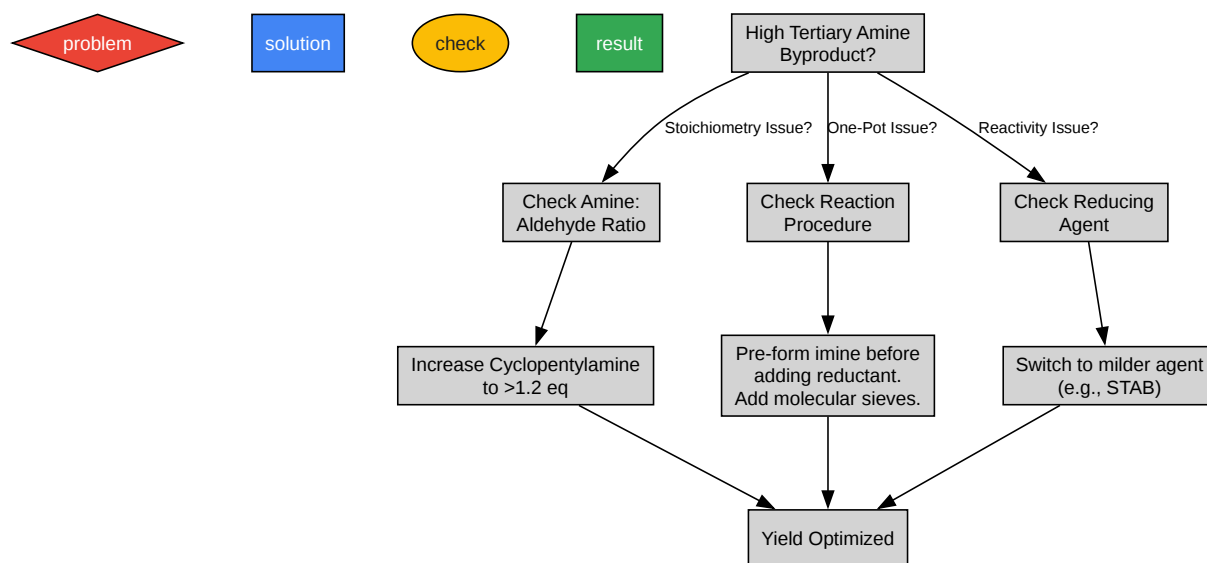 problem
solution
check
result
High Tertiary Amine
Byproduct?
Stoichiometry Issue?
One-Pot Issue?
Reactivity Issue?
Check Amine:
Aldehyde Ratio
Check Reaction
Procedure
Check Reducing
Agent
Increase Cyclopentylamine
to >1.2 eq
Pre-form imine before
adding reductant.
Add molecular sieves.
Switch to milder agent
(e.g., STAB)
Yield Optimized